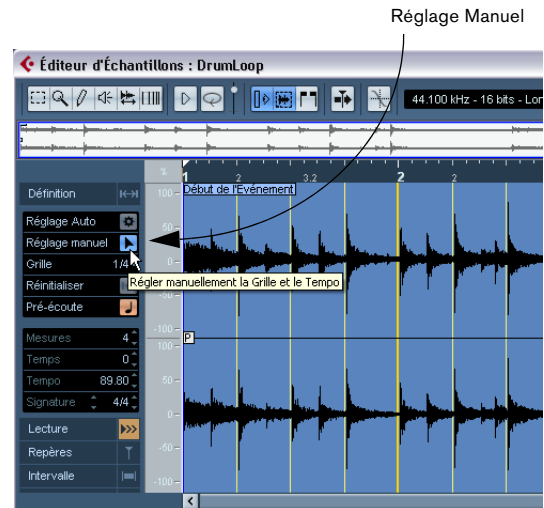 Réglage Manuel
Éditeur d'Échantillons : DrumLoop
44.100 kHz - 16 bits - Lon
1 2 3.2 2 2
Définition
100
Début de l'Evénement
Réglage Auto
50
Réglage manuel
Grille 1/4
0
Régler manuellement la Grille et le Tempo
Réinitialiser
Pré-écoute
-100
P
Mesures 4
100
Temps 0
Tempo 89.80
50
Signature 4/4
0
Lecture
Repères
-50
Intervalle
-100